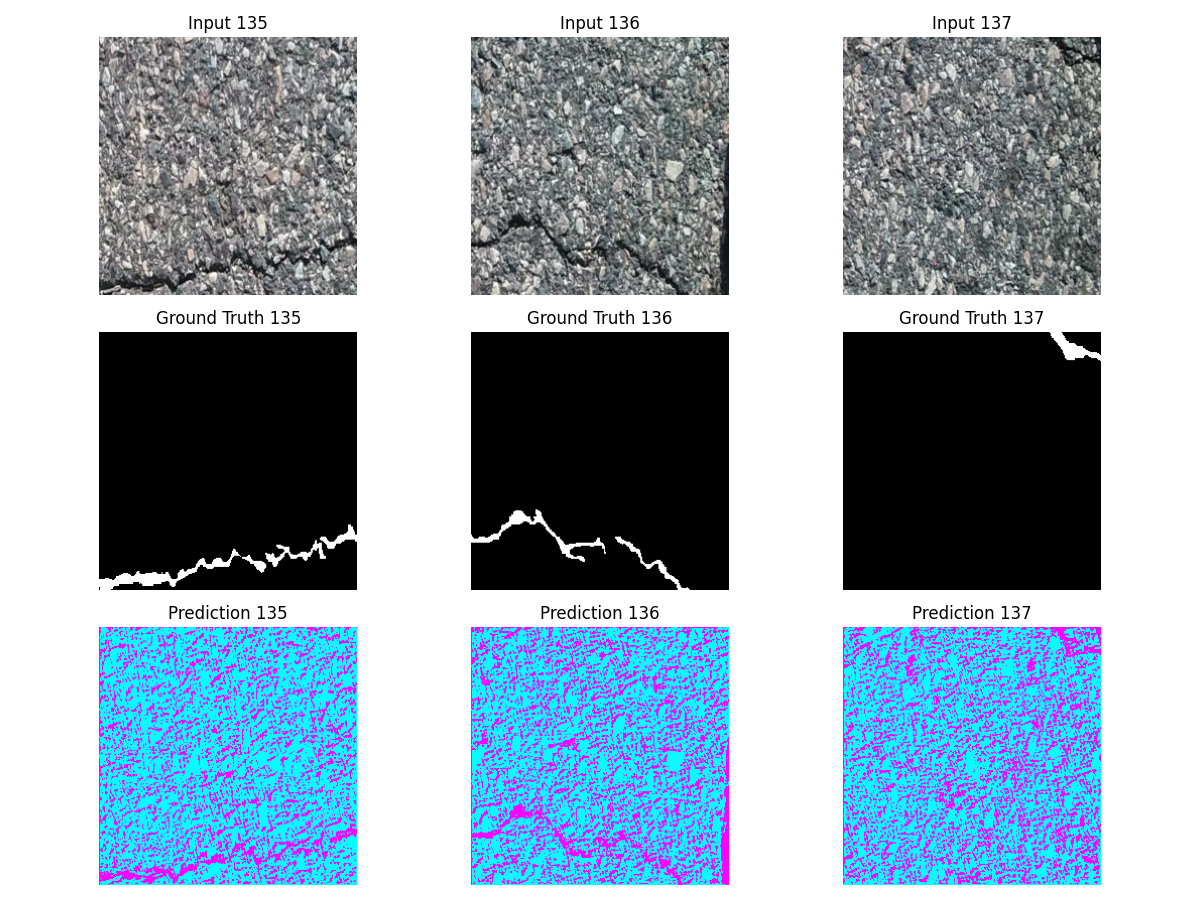 Input 135
Input 136
Input 137
Ground Truth 135
Ground Truth 136
Ground Truth 137
Prediction 135
Prediction 136
Prediction 137